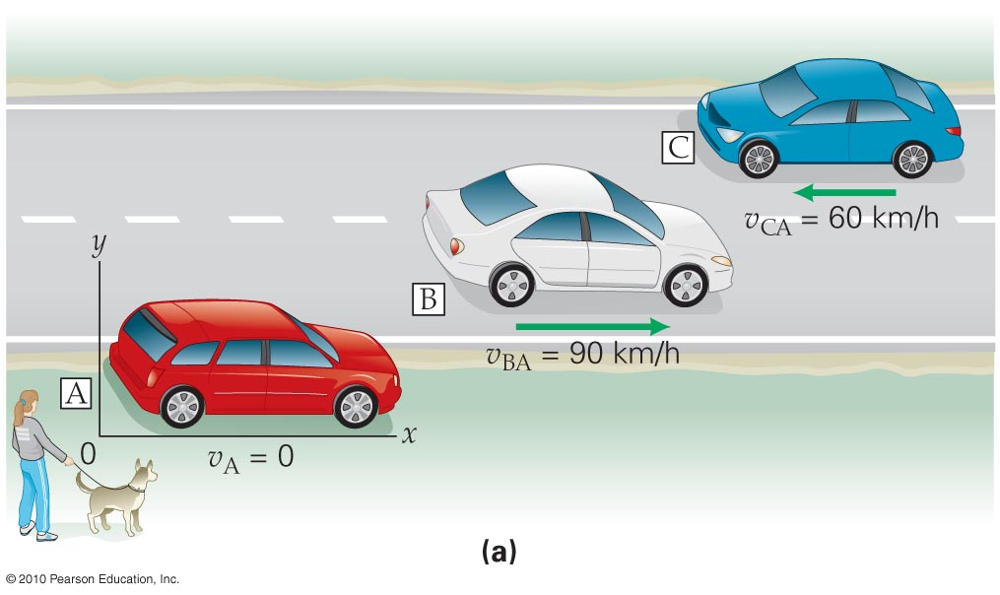 C
v_CA = 60 km/h
y
B
v_BA = 90 km/h
A
x
0
v_A = 0
(a)
© 2010 Pearson Education, Inc.